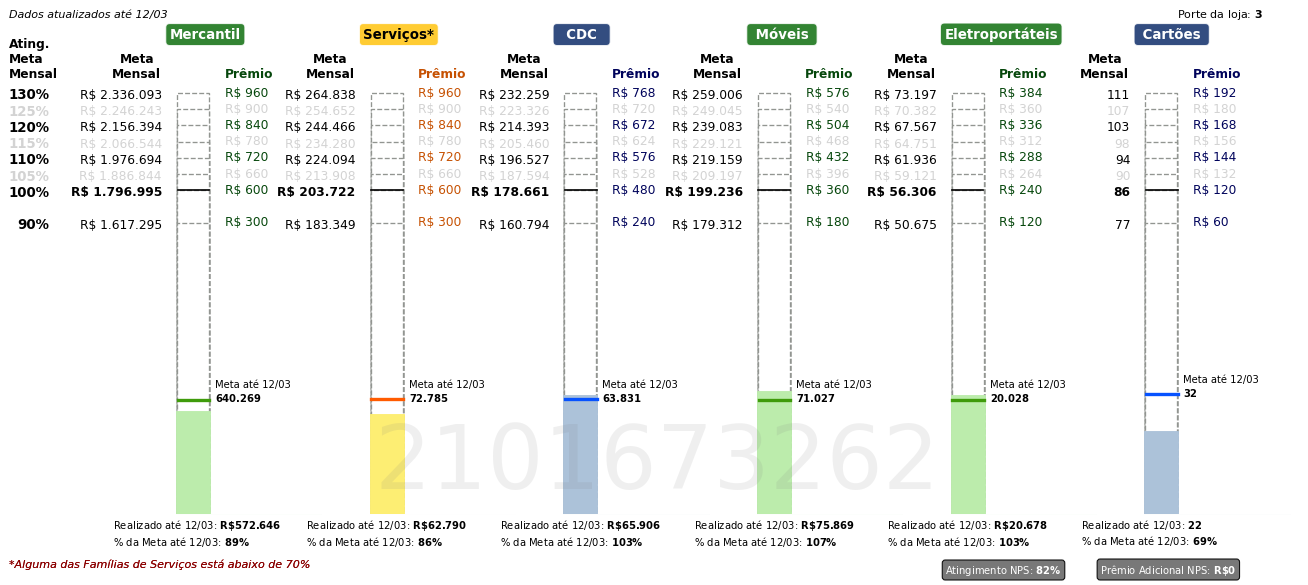 Dados atualizados até 12/03
Porte da loja: 3
Mercantil Serviços* CDC Móveis Eletroportáteis Cartões
Ating. Meta Mensal
Meta Mensal Prêmio Meta Mensal Prêmio Meta Mensal Prêmio Meta Mensal Prêmio Meta Mensal Prêmio Meta Mensal Prêmio
130% R$ 2.336.093 R$ 960 R$ 264.838 R$ 960 R$ 232.259 R$ 768 R$ 259.006 R$ 576 R$ 73.197 R$ 384 111 R$ 192
125% R$ 2.246.243 R$ 900 R$ 254.652 R$ 900 R$ 223.326 R$ 720 R$ 249.045 R$ 540 R$ 70.382 R$ 360 107 R$ 180
120% R$ 2.156.394 R$ 840 R$ 244.466 R$ 840 R$ 214.393 R$ 672 R$ 239.083 R$ 504 R$ 67.567 R$ 336 103 R$ 168
115% R$ 2.066.544 R$ 780 R$ 234.280 R$ 780 R$ 205.460 R$ 624 R$ 229.121 R$ 468 R$ 64.751 R$ 312 98 R$ 156
110% R$ 1.976.694 R$ 720 R$ 224.094 R$ 720 R$ 196.527 R$ 576 R$ 219.159 R$ 432 R$ 61.936 R$ 288 94 R$ 144
105% R$ 1.886.844 R$ 660 R$ 213.908 R$ 660 R$ 187.594 R$ 528 R$ 209.197 R$ 396 R$ 59.121 R$ 264 90 R$ 132
100% R$ 1.796.995 R$ 600 R$ 203.722 R$ 600 R$ 178.661 R$ 480 R$ 199.236 R$ 360 R$ 56.306 R$ 240 86 R$ 120
90% R$ 1.617.295 R$ 300 R$ 183.349 R$ 300 R$ 160.794 R$ 240 R$ 179.312 R$ 180 R$ 50.675 R$ 120 77 R$ 60
Meta até 12/03 Meta até 12/03 Meta até 12/03 Meta até 12/03 Meta até 12/03 Meta até 12/03
640.269 72.785 63.831 71.027 20.028 32
2101673262
Realizado até 12/03: R$572.646 Realizado até 12/03: R$62.790 Realizado até 12/03: R$65.906 Realizado até 12/03: R$75.869 Realizado até 12/03: R$20.678 Realizado até 12/03: 22
% da Meta até 12/03: 89% % da Meta até 12/03: 86% % da Meta até 12/03: 103% % da Meta até 12/03: 107% % da Meta até 12/03: 103% % da Meta até 12/03: 69%
*Alguma das Famílias de Serviços está abaixo de 70%
Atingimento NPS: 82% Prêmio Adicional NPS: R$0